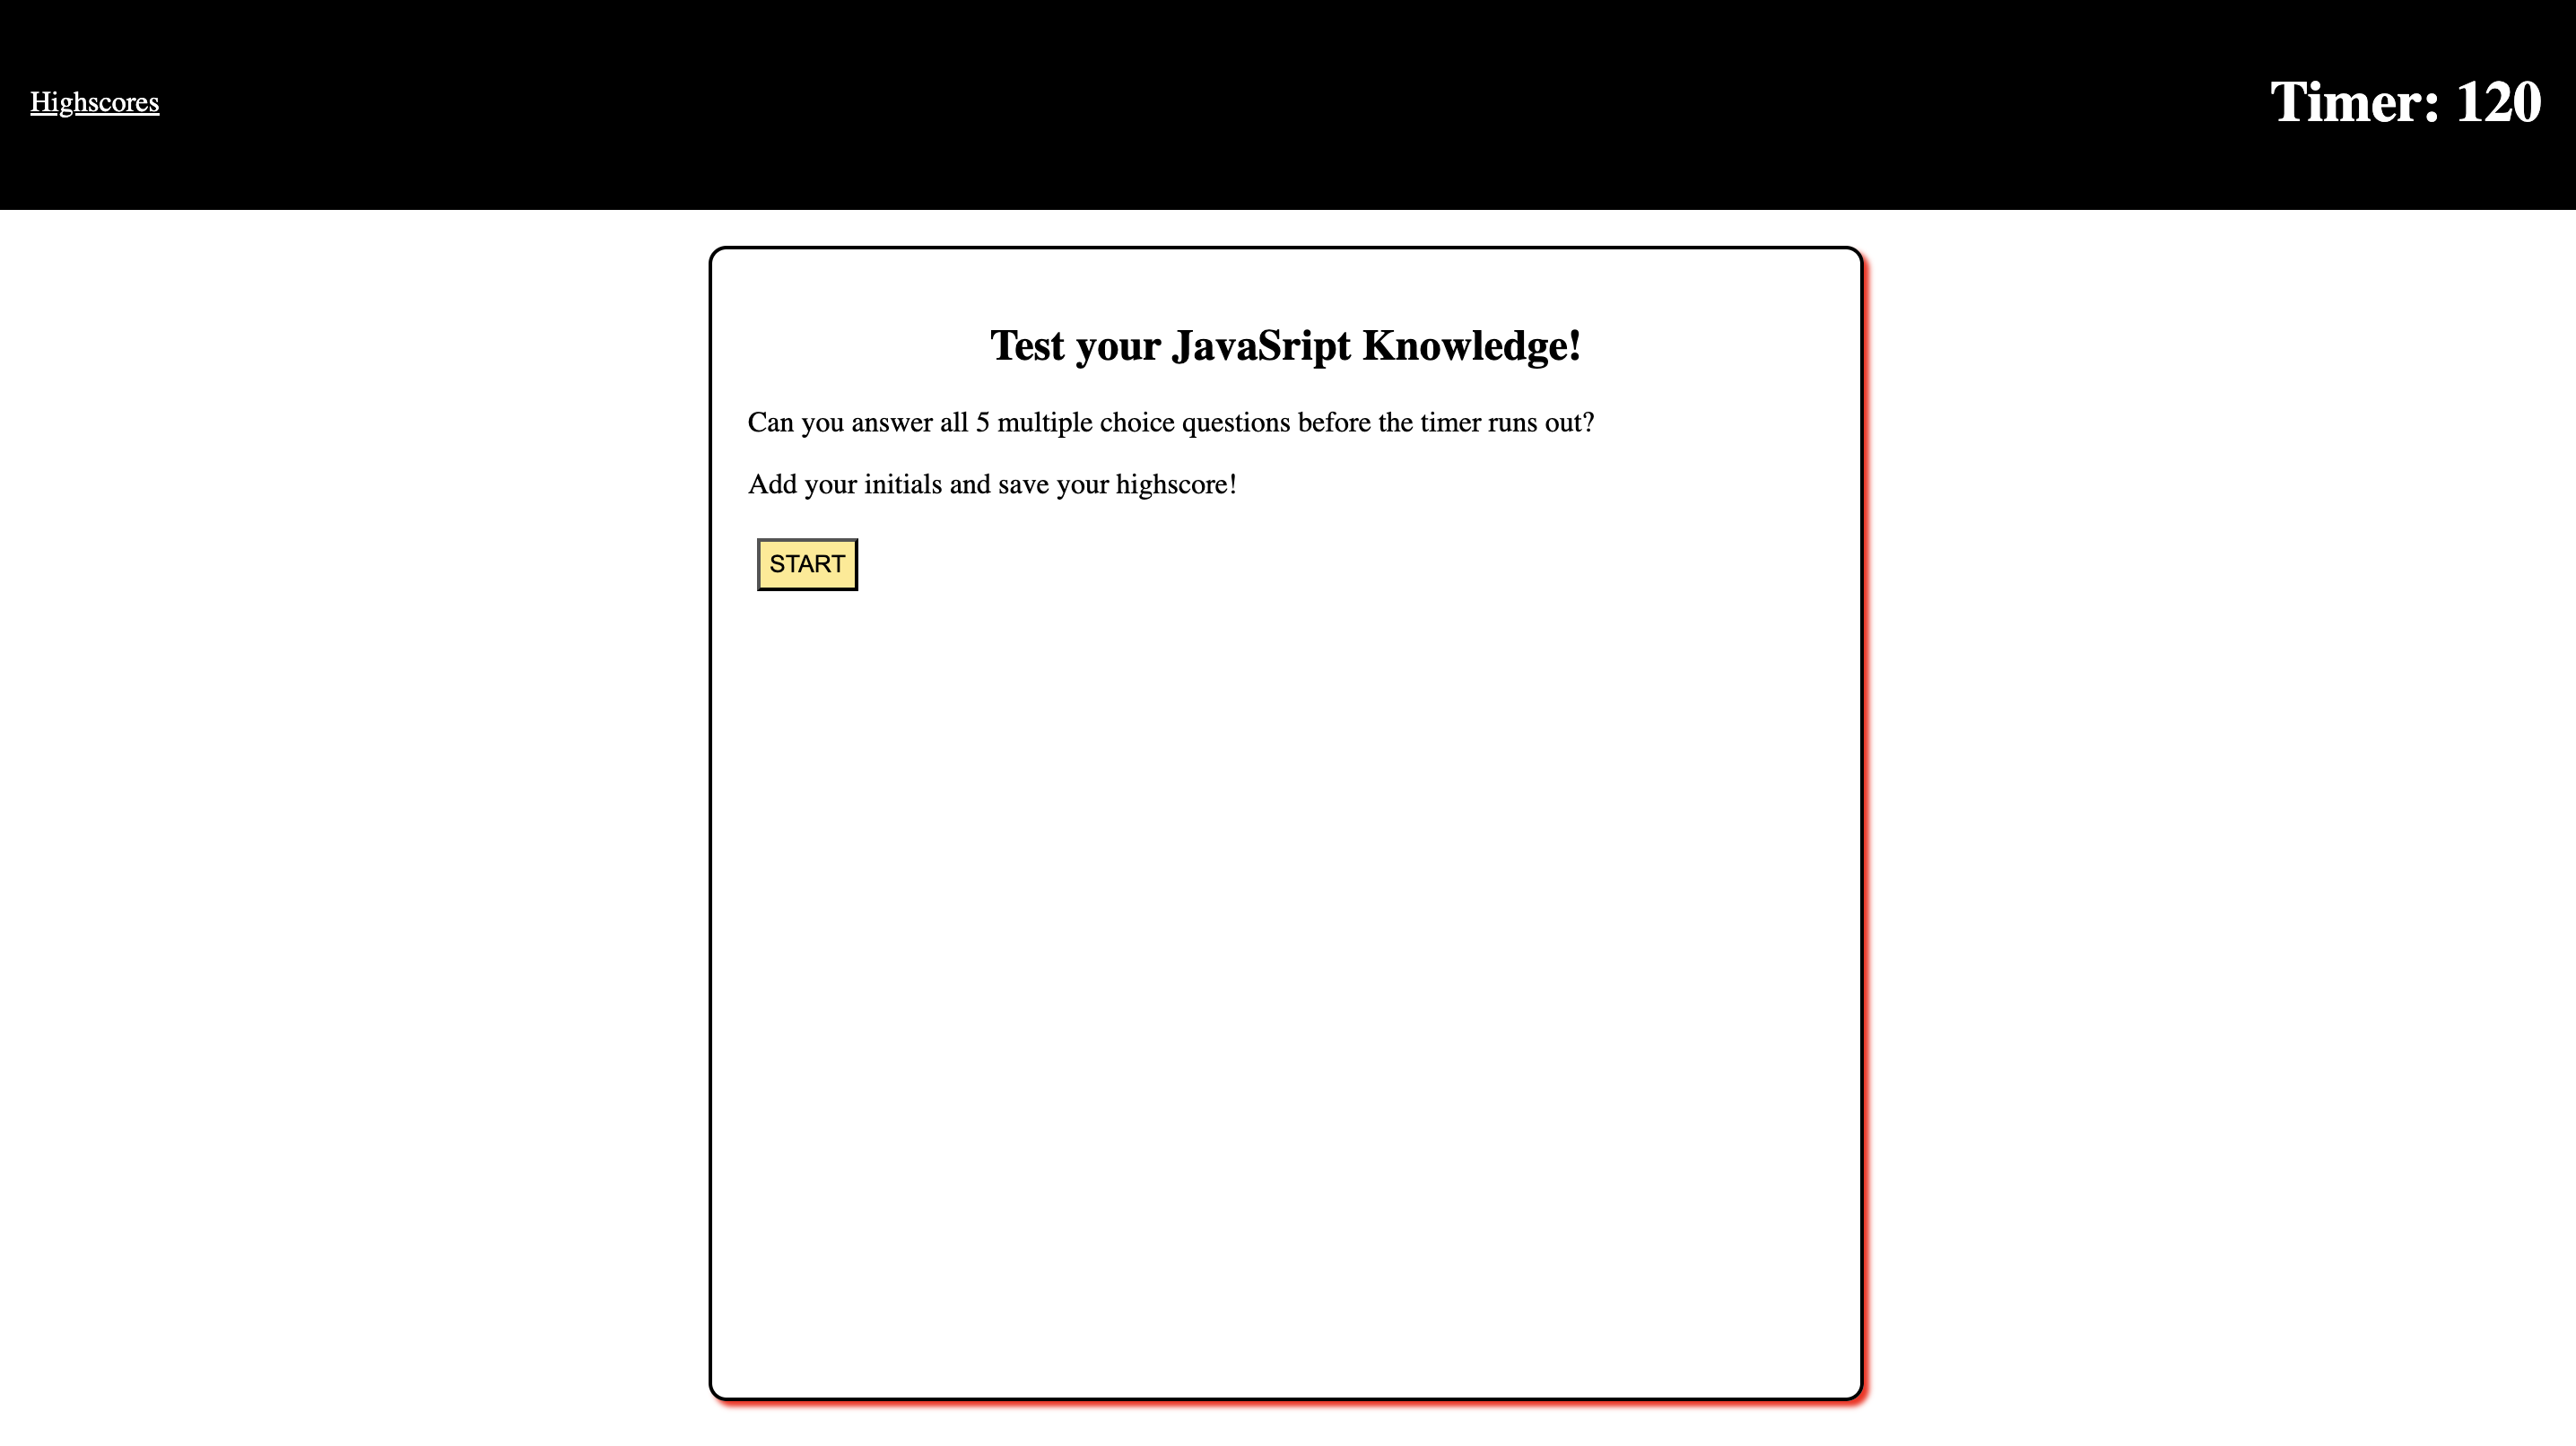 Highscores
Timer: 120
Test your JavaSript Knowledge!
Can you answer all 5 multiple choice questions before the timer runs out?
Add your initials and save your highscore!
START